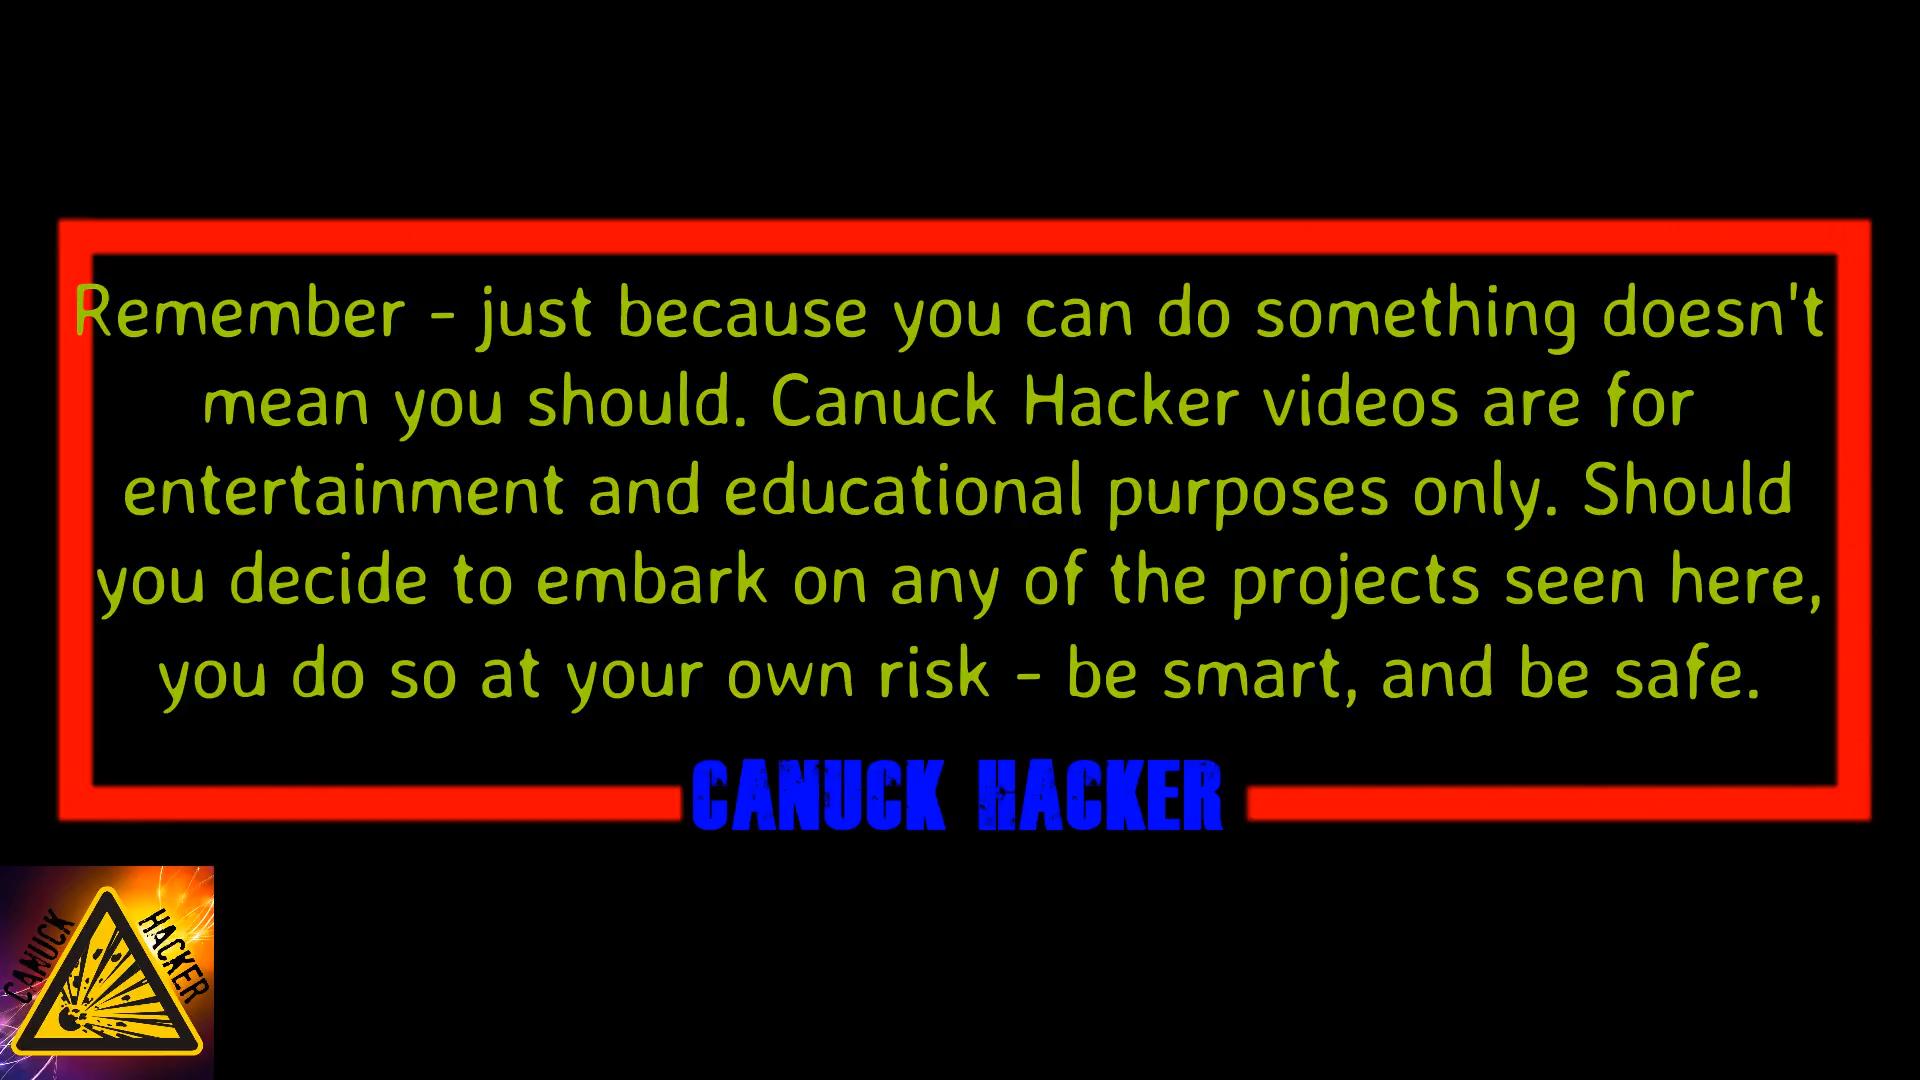 Remember - just because you can do something doesn't
mean you should. Canuck Hacker videos are for
entertainment and educational purposes only. Should
you decide to embark on any of the projects seen here,
you do so at your own risk - be smart, and be safe.
CANUCK HACKER
CANUCK HACKER